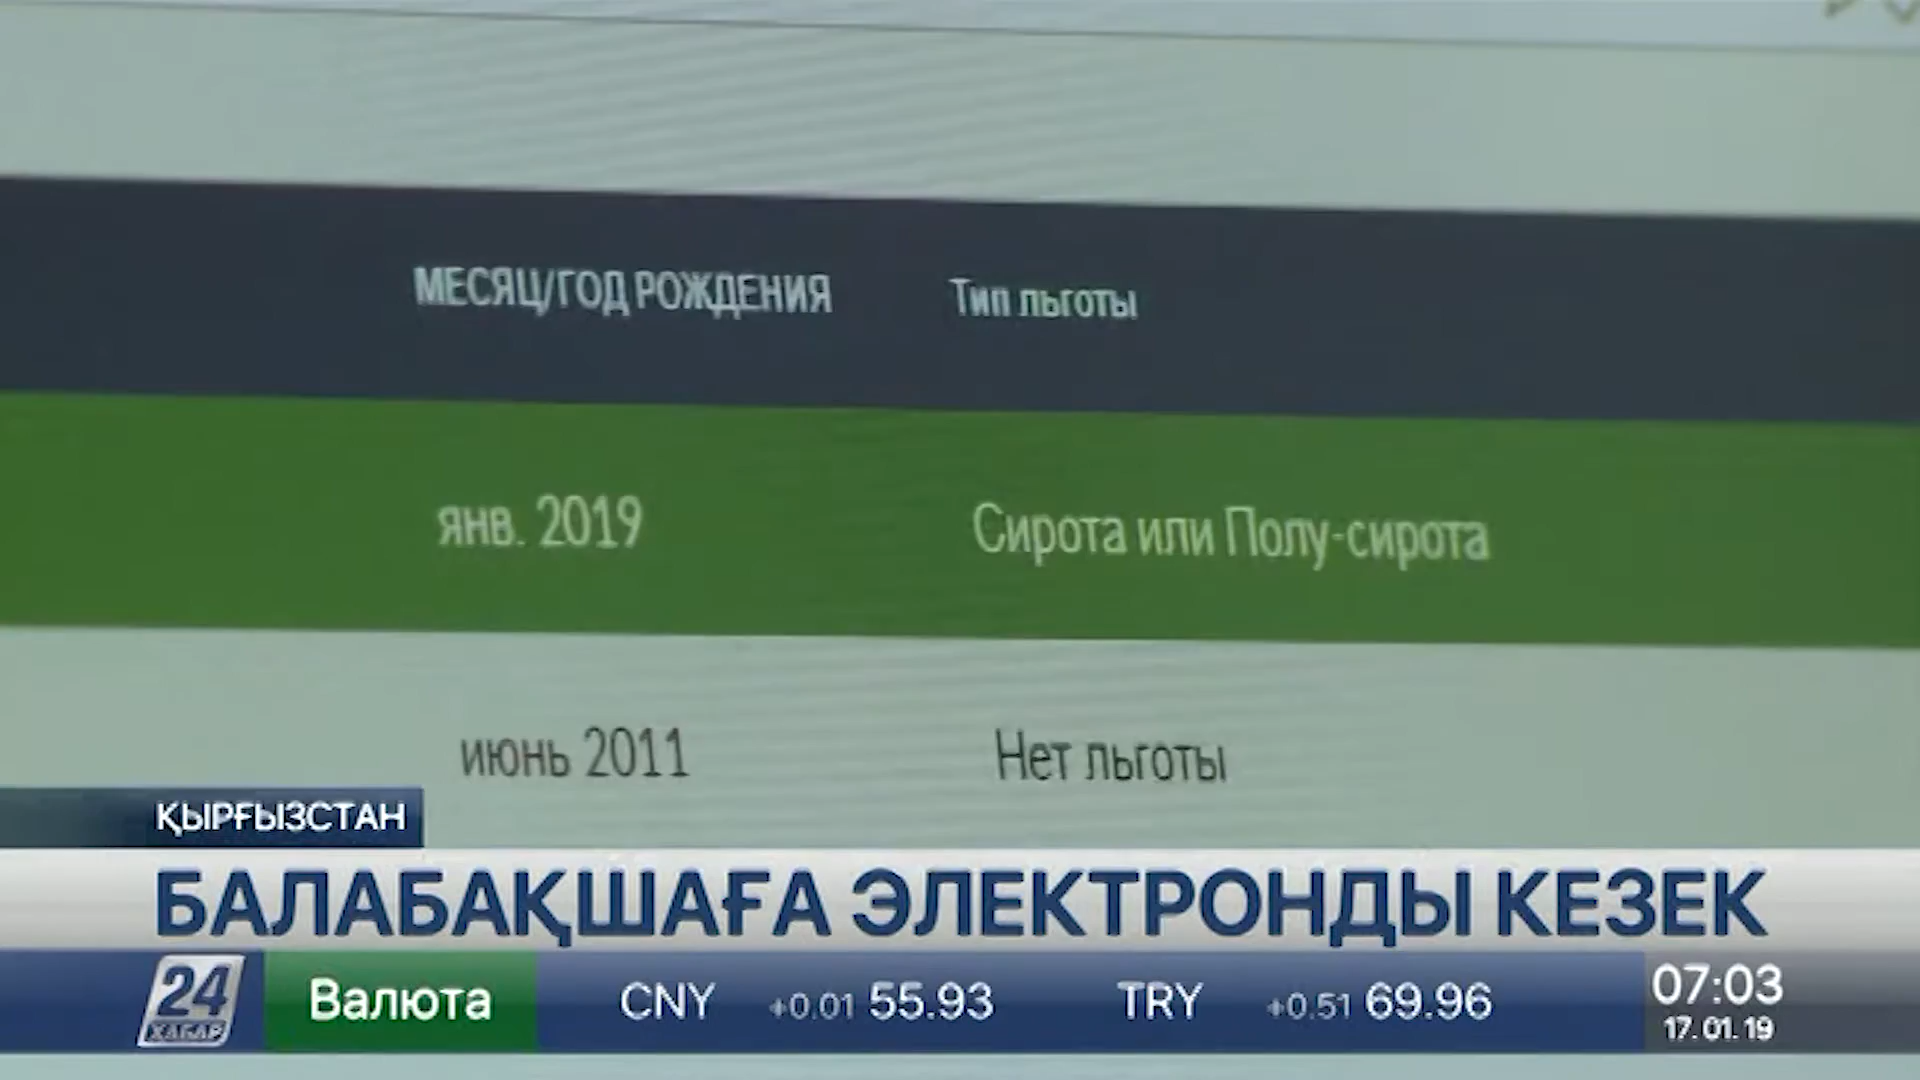 МЕСЯЦ/ГОД РОЖДЕНИЯ Тип льготы
янв. 2019 Сирота или Полу-сирота
июнь 2011 Нет льготы
ҚЫРҒЫЗСТАН
БАЛАБАҚШАҒА ЭЛЕКТРОНДЫ КЕЗЕК
24 ХАБАР Валюта CNY +0.01 55.93 TRY +0.51 69.96 07:03
17.01.19